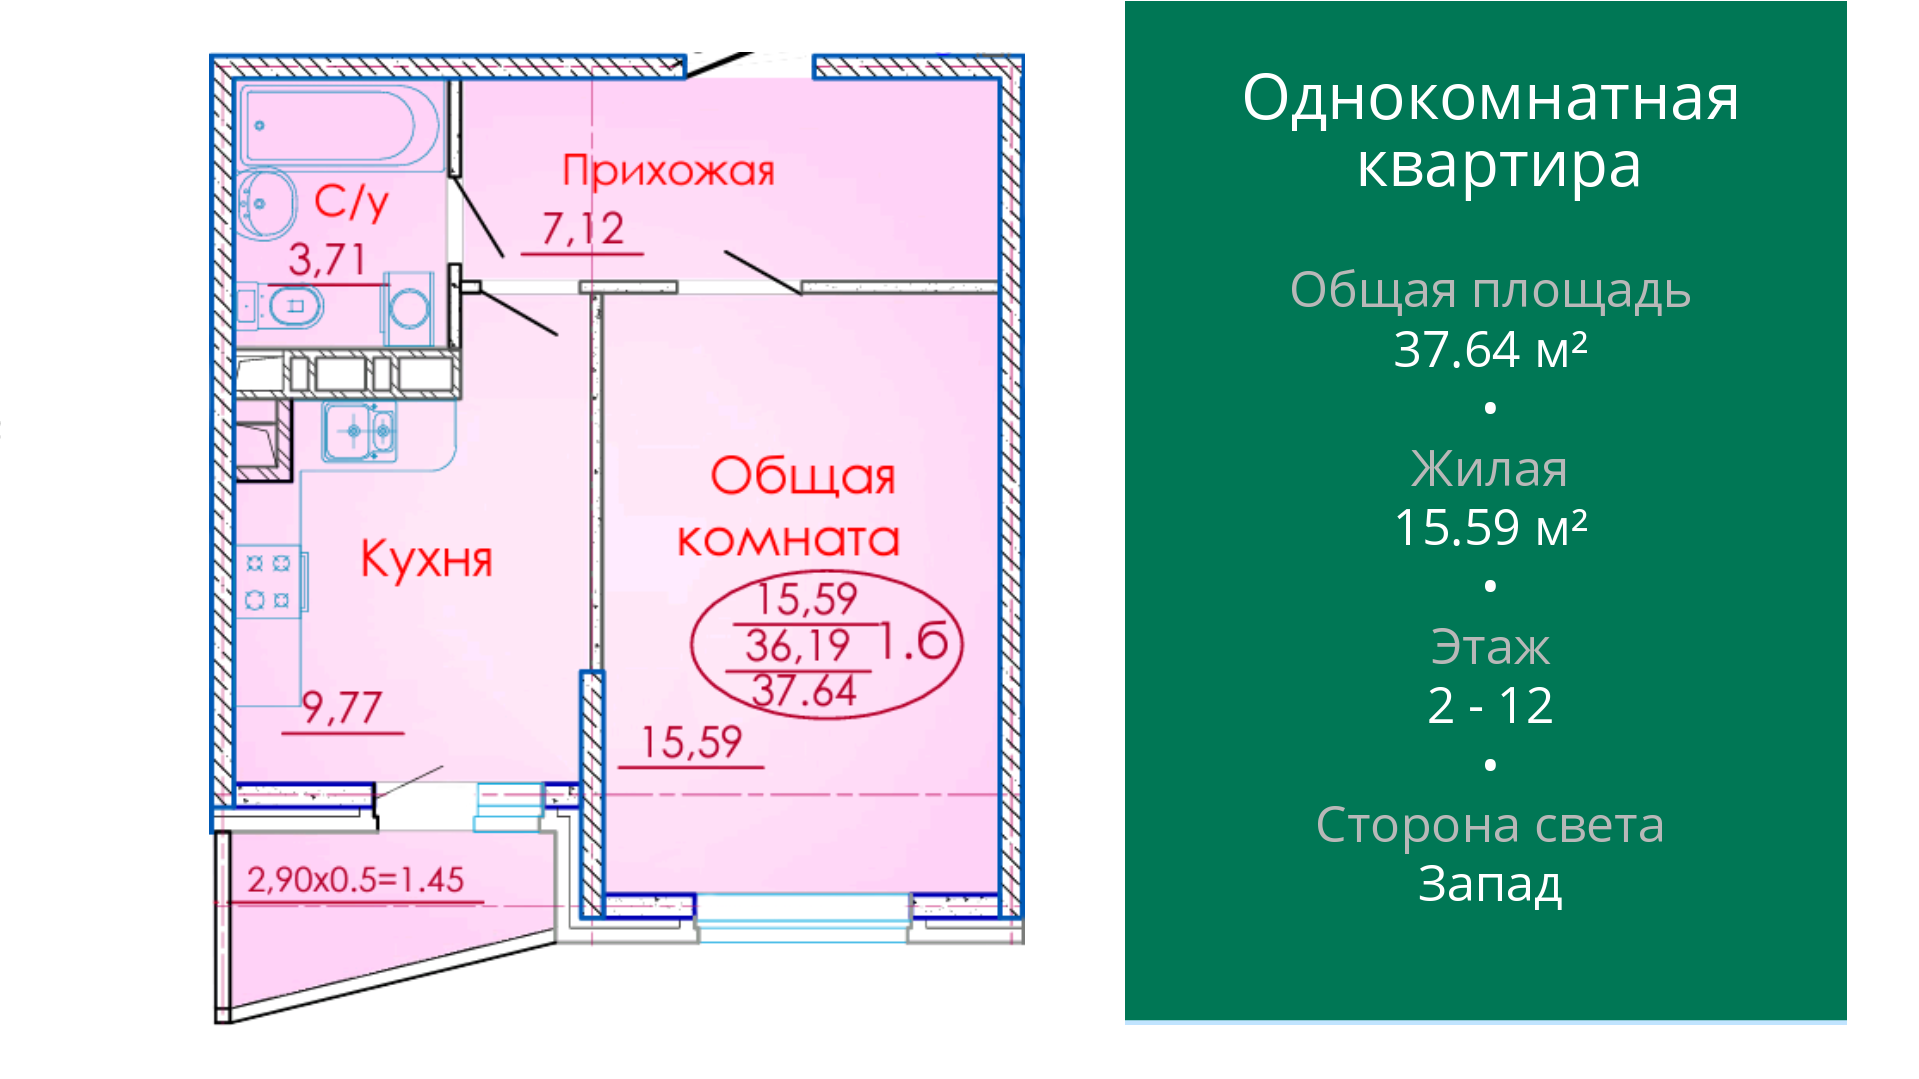 Прихожая
7,12
С/у
3,71
Общая
комната
15,59
36,19
37.64
1.б
15,59
Кухня
9,77
2,90х0.5=1.45
Однокомнатная
квартира
Общая площадь
37.64 м²
•
Жилая
15.59 м²
•
Этаж
2 - 12
•
Сторона света
Запад